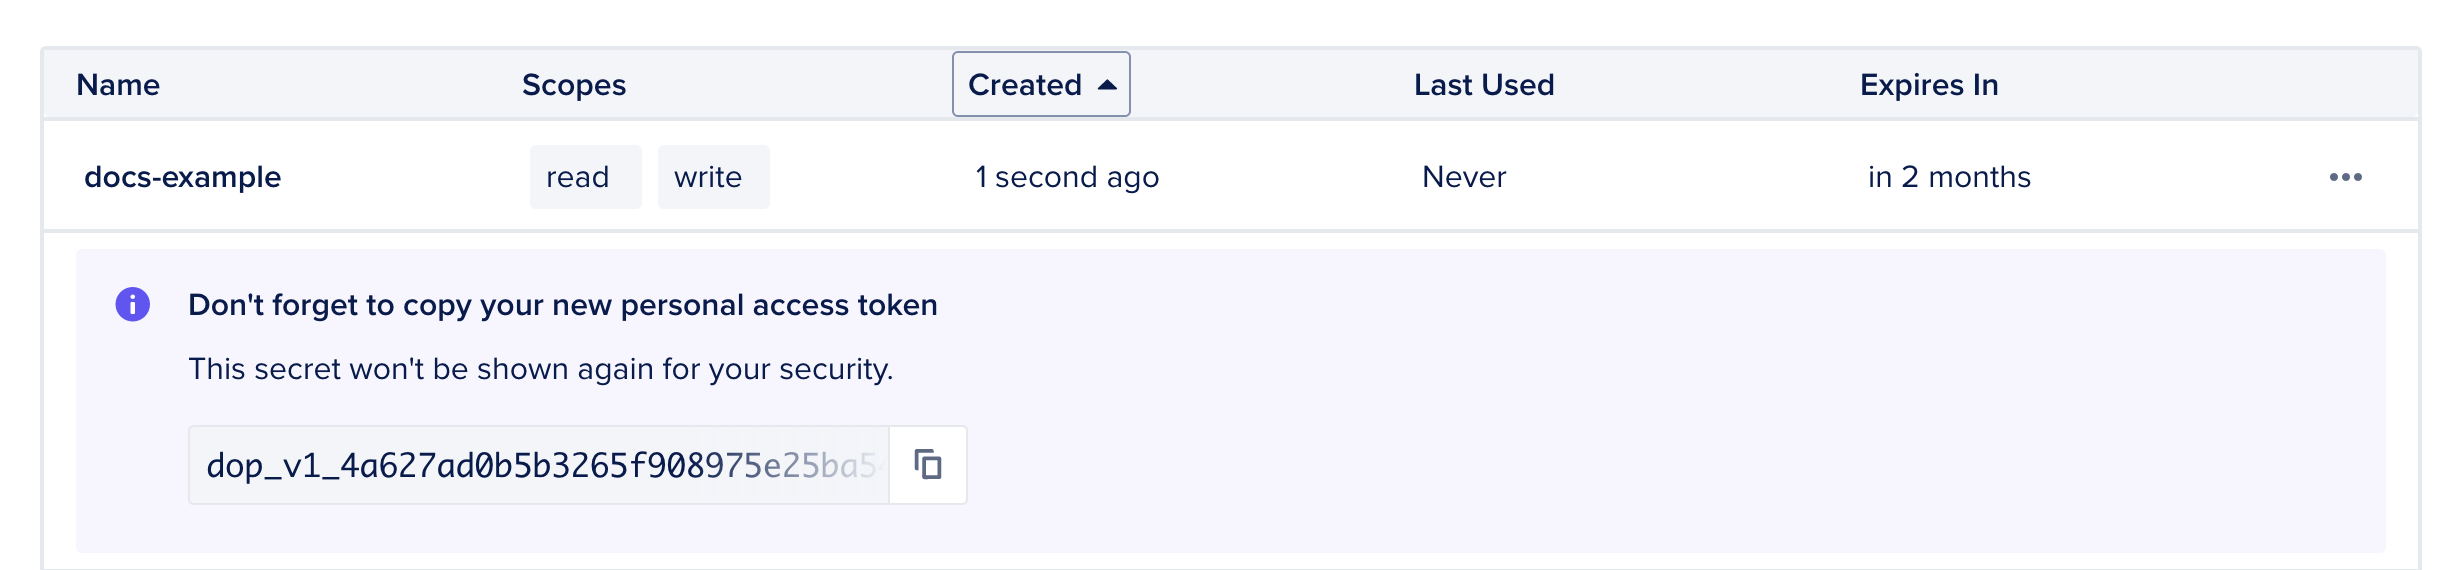 Name Scopes Created Last Used Expires In
docs-example read write 1 second ago Never in 2 months
Don't forget to copy your new personal access token
This secret won't be shown again for your security.
dop_v1_4a627ad0b5b3265f908975e25ba5